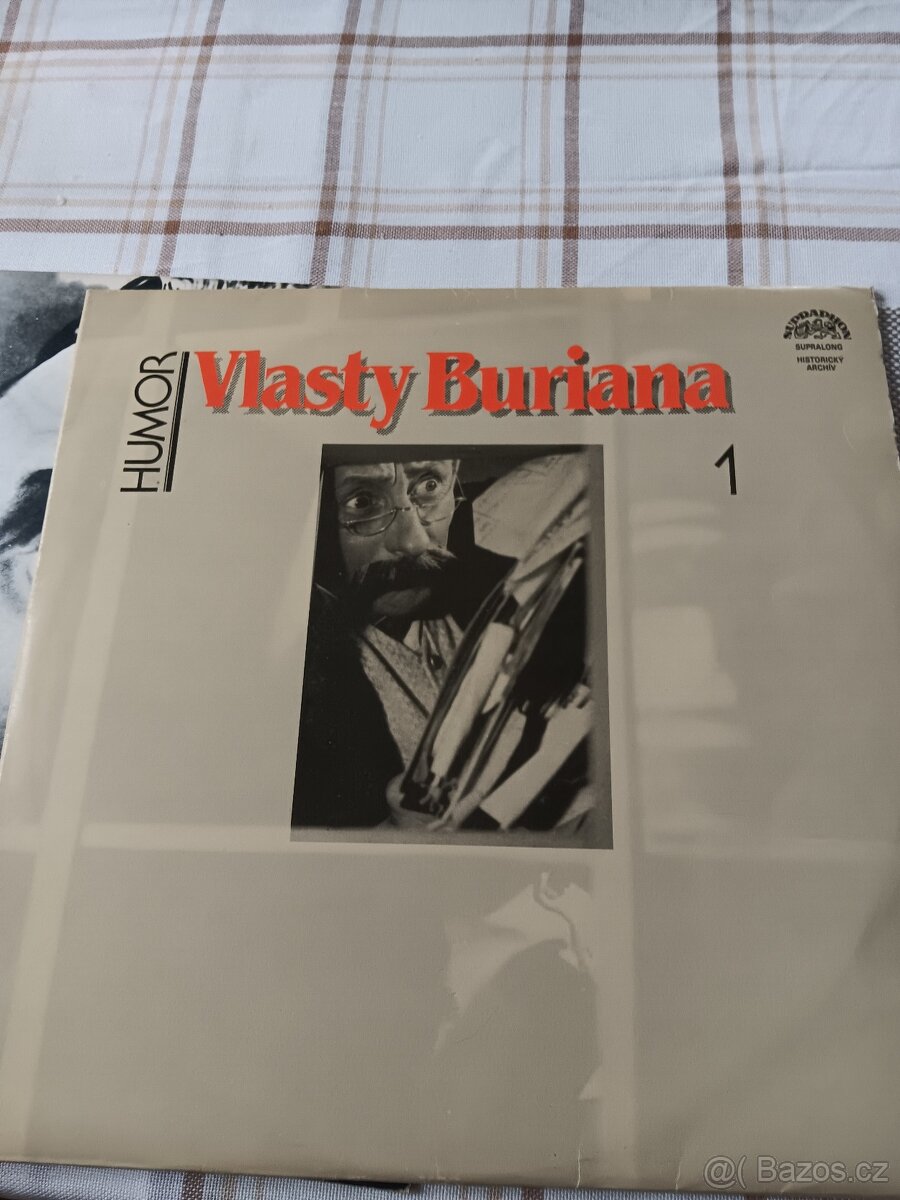 SUPRAPHON
SUPRALONG
HISTORICKÝ
ARCHÍV
HUMOR
Vlasty Buriana
1
@( Bazos.cz